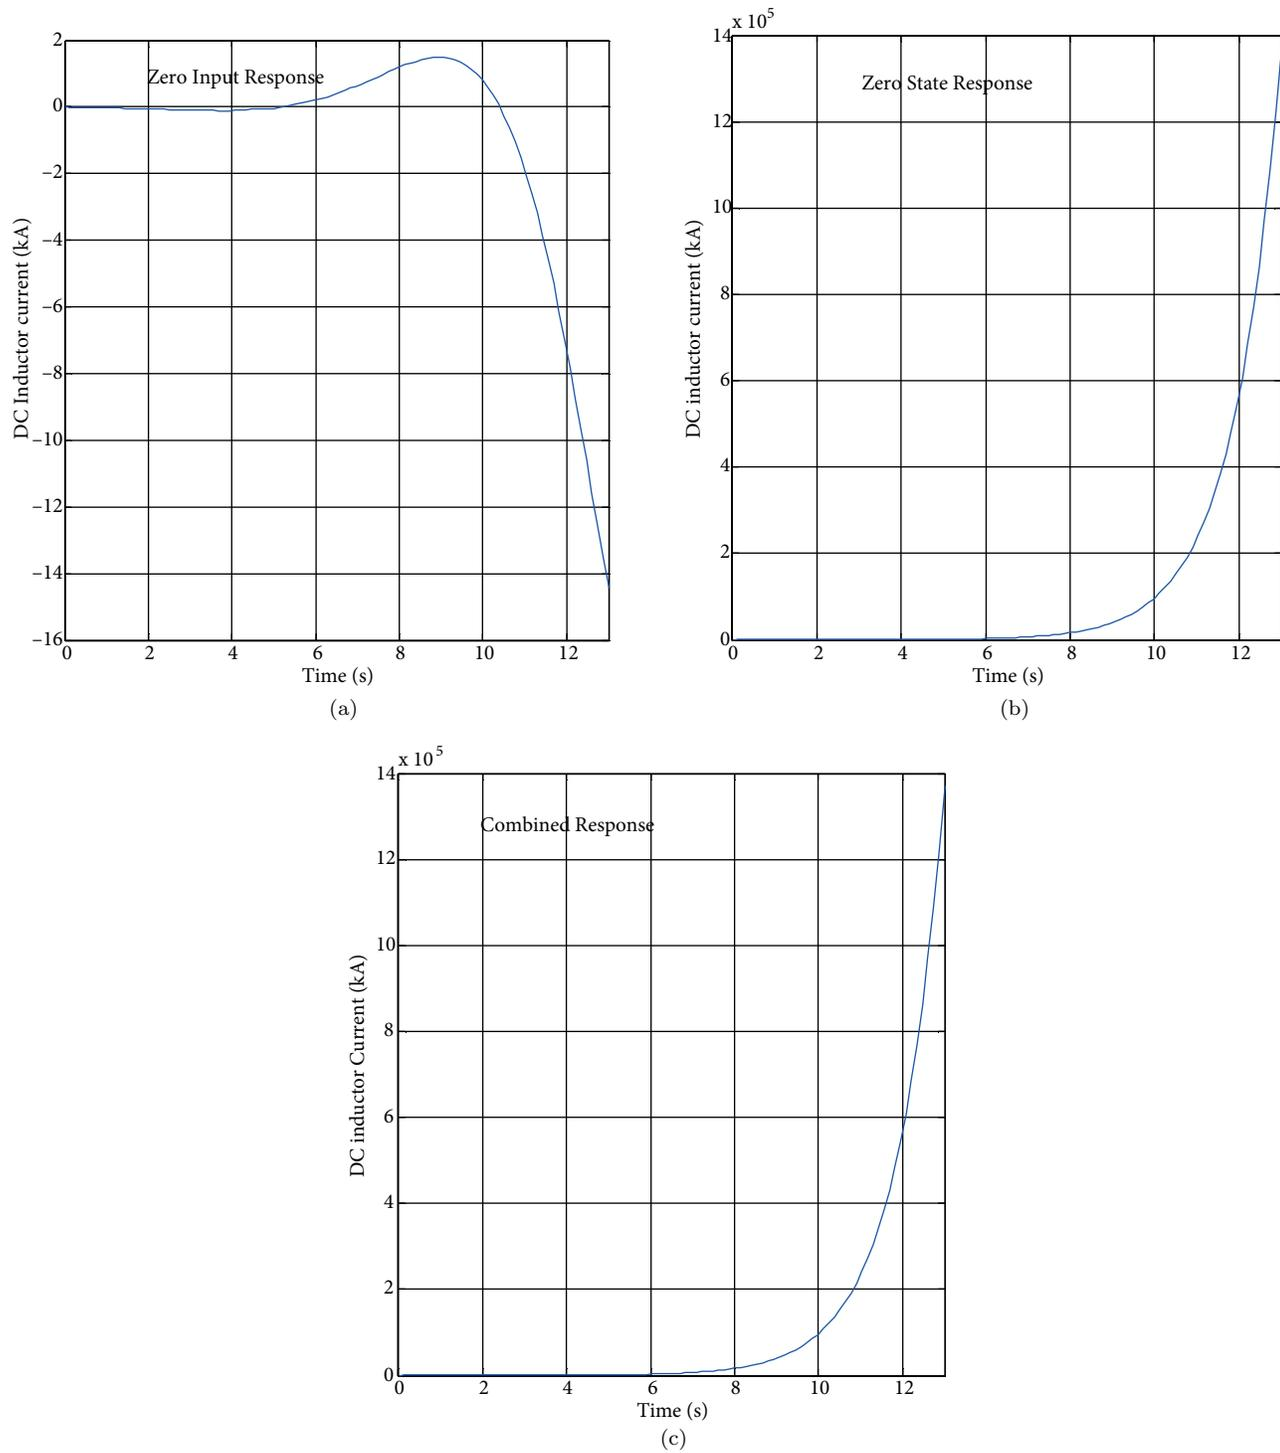 2
0
–2
–4
–6
–8
–10
–12
–14
–16
DC Inductor current (kA)
Zero Input Response
0 2 4 6 8 10 12
Time (s)
(a)
x 10^5
14
12
10
8
6
4
2
0
DC inductor current (kA)
Zero State Response
0 2 4 6 8 10 12
Time (s)
(b)
x 10^5
14
12
10
8
6
4
2
0
DC inductor Current (kA)
Combined Response
0 2 4 6 8 10 12
Time (s)
(c)